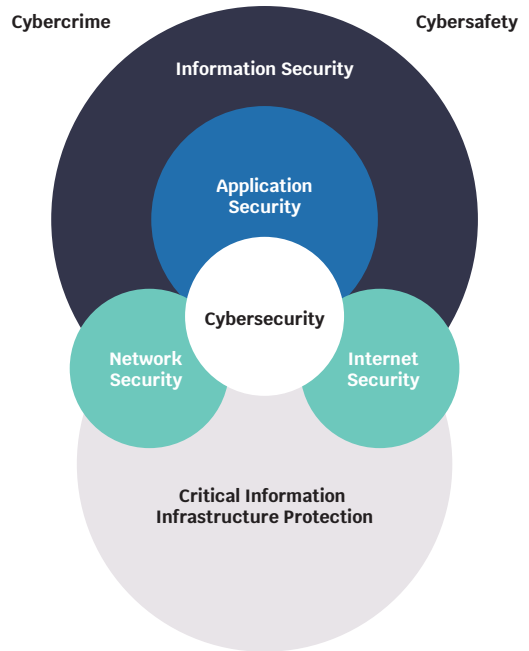 Cybercrime
Cybersafety
Information Security
Application
Security
Cybersecurity
Network
Security
Internet
Security
Critical Information
Infrastructure Protection